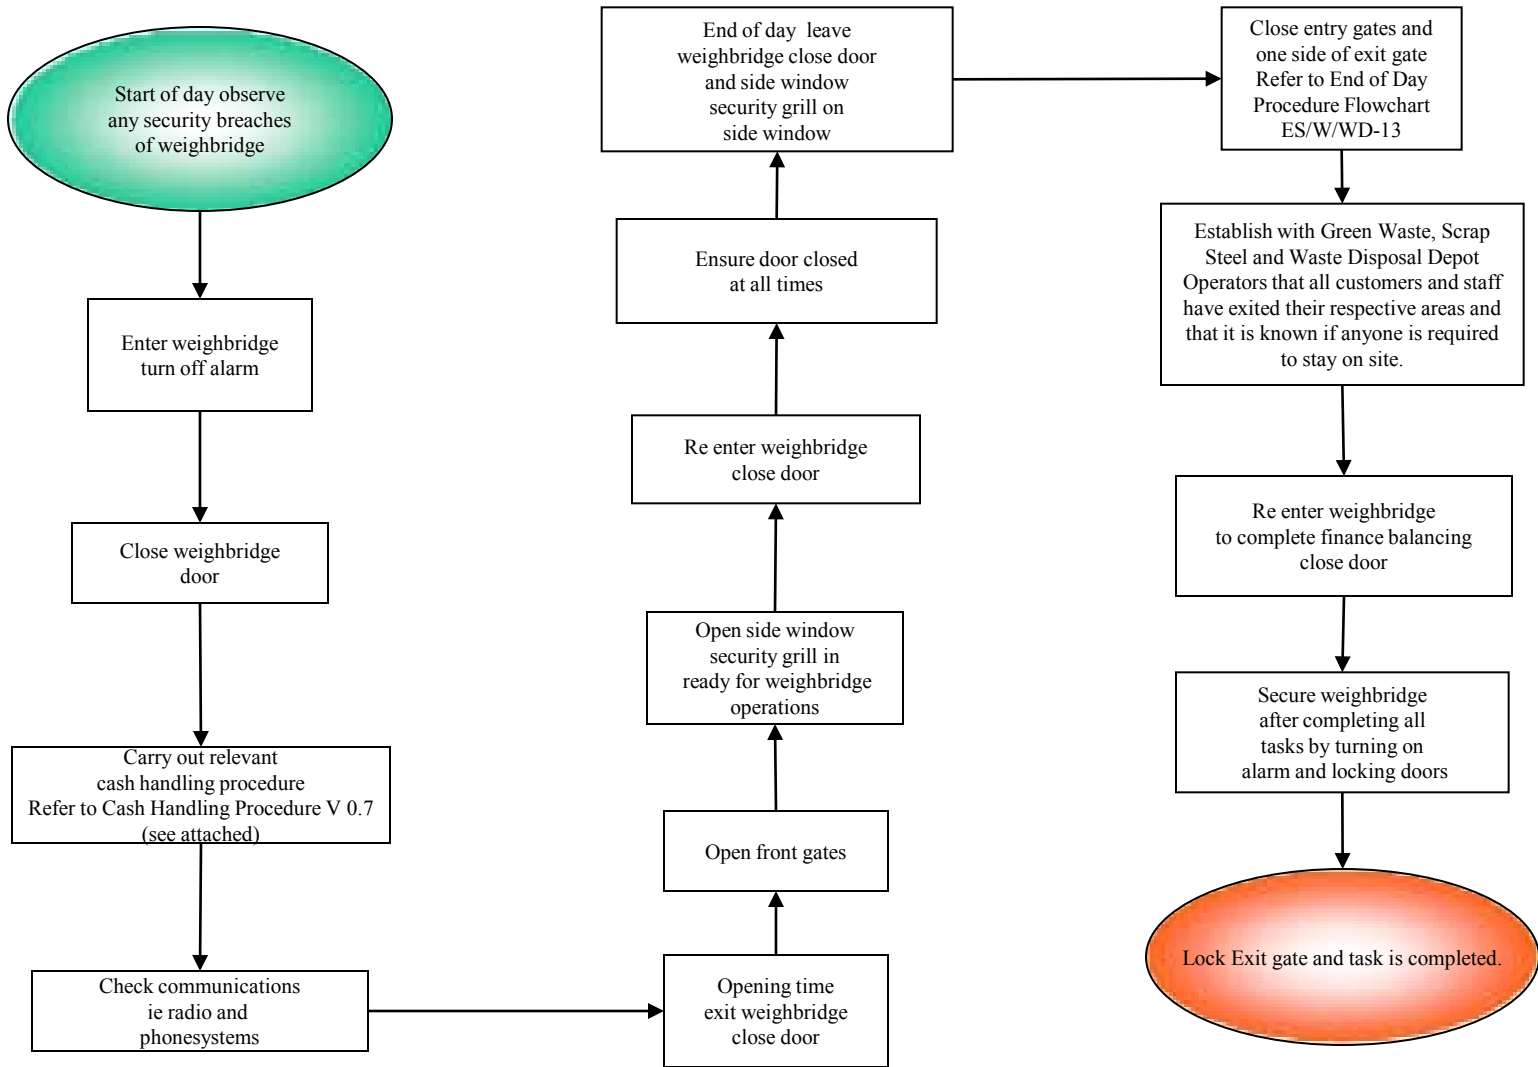 Start of day observe
any security breaches
of weighbridge
Enter weighbridge
turn off alarm
Close weighbridge
door
Carry out relevant
cash handling procedure
Refer to Cash Handling Procedure V 0.7
(see attached)
Check communications
ie radio and
phonesystems
Opening time
exit weighbridge
close door
Open front gates
Open side window
security grill in
ready for weighbridge
operations
Re enter weighbridge
close door
Ensure door closed
at all times
End of day leave
weighbridge close door
and side window
security grill on
side window
Close entry gates and
one side of exit gate
Refer to End of Day
Procedure Flowchart
ES/W/WD-13
Establish with Green Waste, Scrap
Steel and Waste Disposal Depot
Operators that all customers and staff
have exited their respective areas and
that it is known if anyone is required
to stay on site.
Re enter weighbridge
to complete finance balancing
close door
Secure weighbridge
after completing all
tasks by turning on
alarm and locking doors
Lock Exit gate and task is completed.